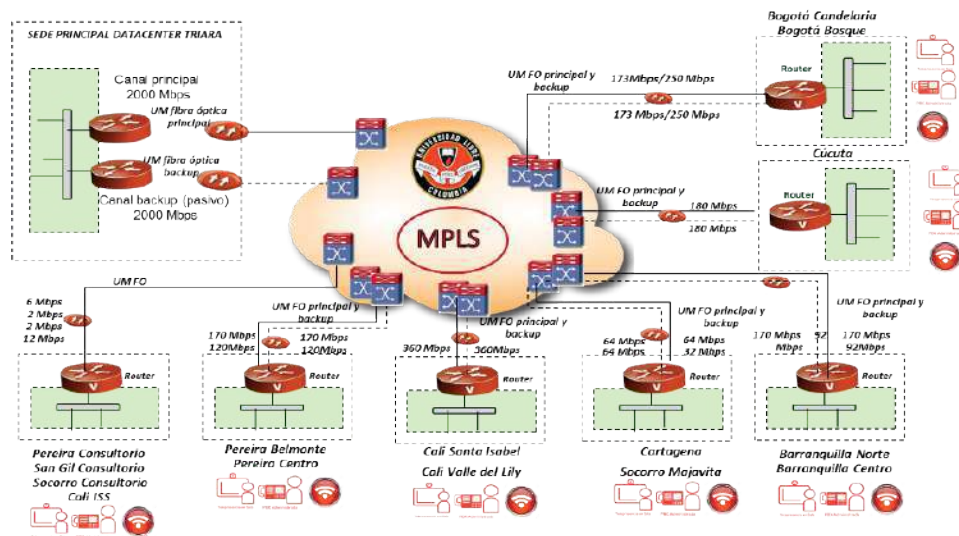 SEDE PRINCIPAL DATACENTER TRIARA
Canal principal
2000 Mbps
UM fibra óptica
principal
UM fibra óptica
backup
Canal backup (pasivo)
2000 Mbps
UNIVERSIDAD LIBRE
COLOMBIA
MPLS
Bogotá Candelaria
Bogotá Bosque
UM FO principal y
backup
173Mbps/250 Mbps
173 Mbps/250 Mbps
Router
V
Cúcuta
UM FO principal y
backup
180 Mbps
180 Mbps
Router
UM FO
6 Mbps
2 Mbps
2 Mbps
12 Mbps
Router
V
Pereira Consultorio
San Gil Consultorio
Socorro Consultorio
Cali ISS
UM FO principal y
backup
170 Mbps
120Mbps
170 Mbps
120Mbps
Router
V
Pereira Belmonte
Pereira Centro
UM FO principal y
backup
360 Mbps
360Mbps
Router
V
Cali Santa Isabel
Cali Valle del Lily
UM FO principal y
backup
64 Mbps
64 Mbps
64 Mbps
32 Mbps
Router
V
Cartagena
Socorro Majavita
UM FO principal y
backup
170 Mbps 92
Mbps
170 Mbps
92Mbps
Router
V
Barranquilla Norte
Barranquilla Centro